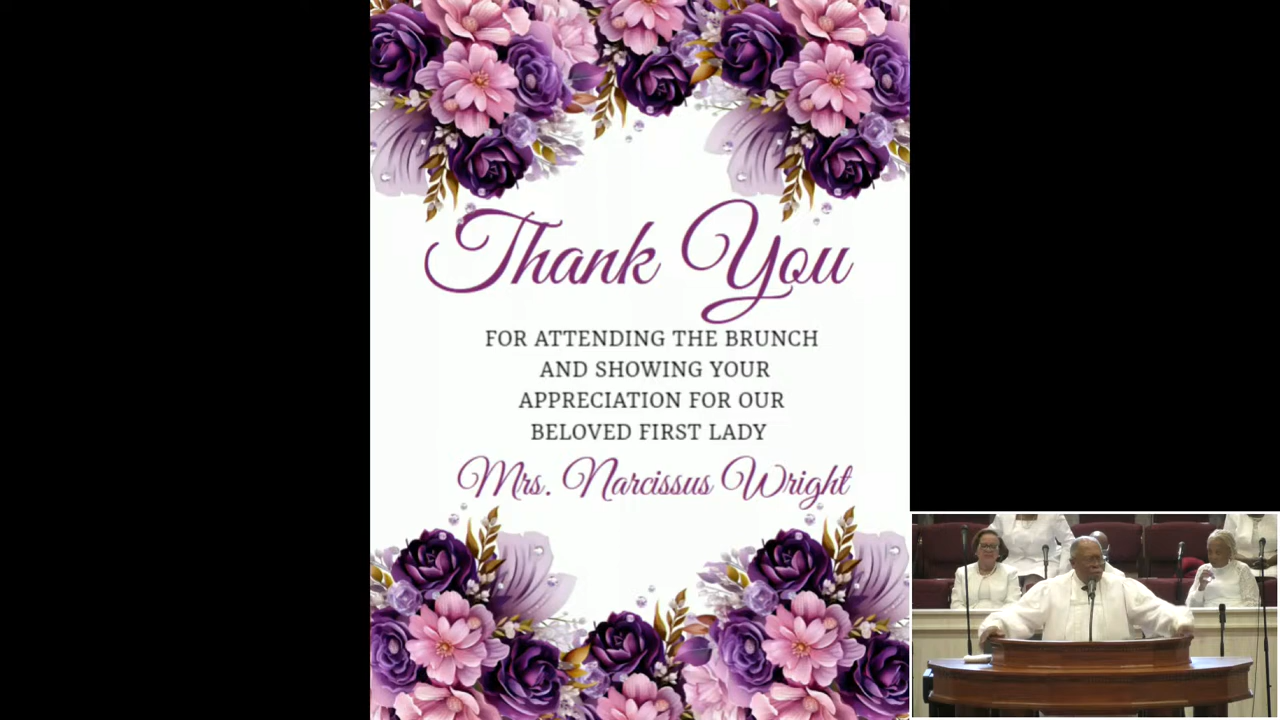 Thank You
FOR ATTENDING THE BRUNCH
AND SHOWING YOUR
APPRECIATION FOR OUR
BELOVED FIRST LADY
Mrs. Narcissus Wright